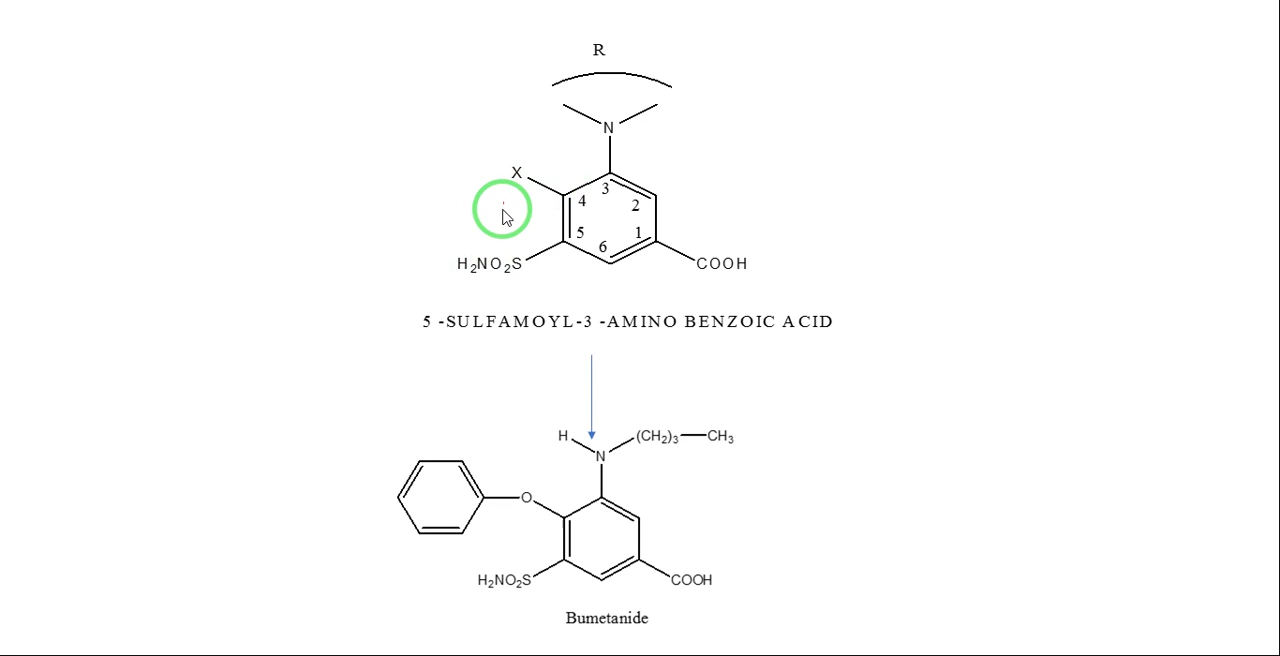 R
N
X
3
4
2
5
1
6
H₂NO₂S
COOH
5 -SULFAMOYL-3 -AMINO BENZOIC ACID
H
(CH₂)₃
CH₃
N
O
H₂NO₂S
COOH
Bumetanide